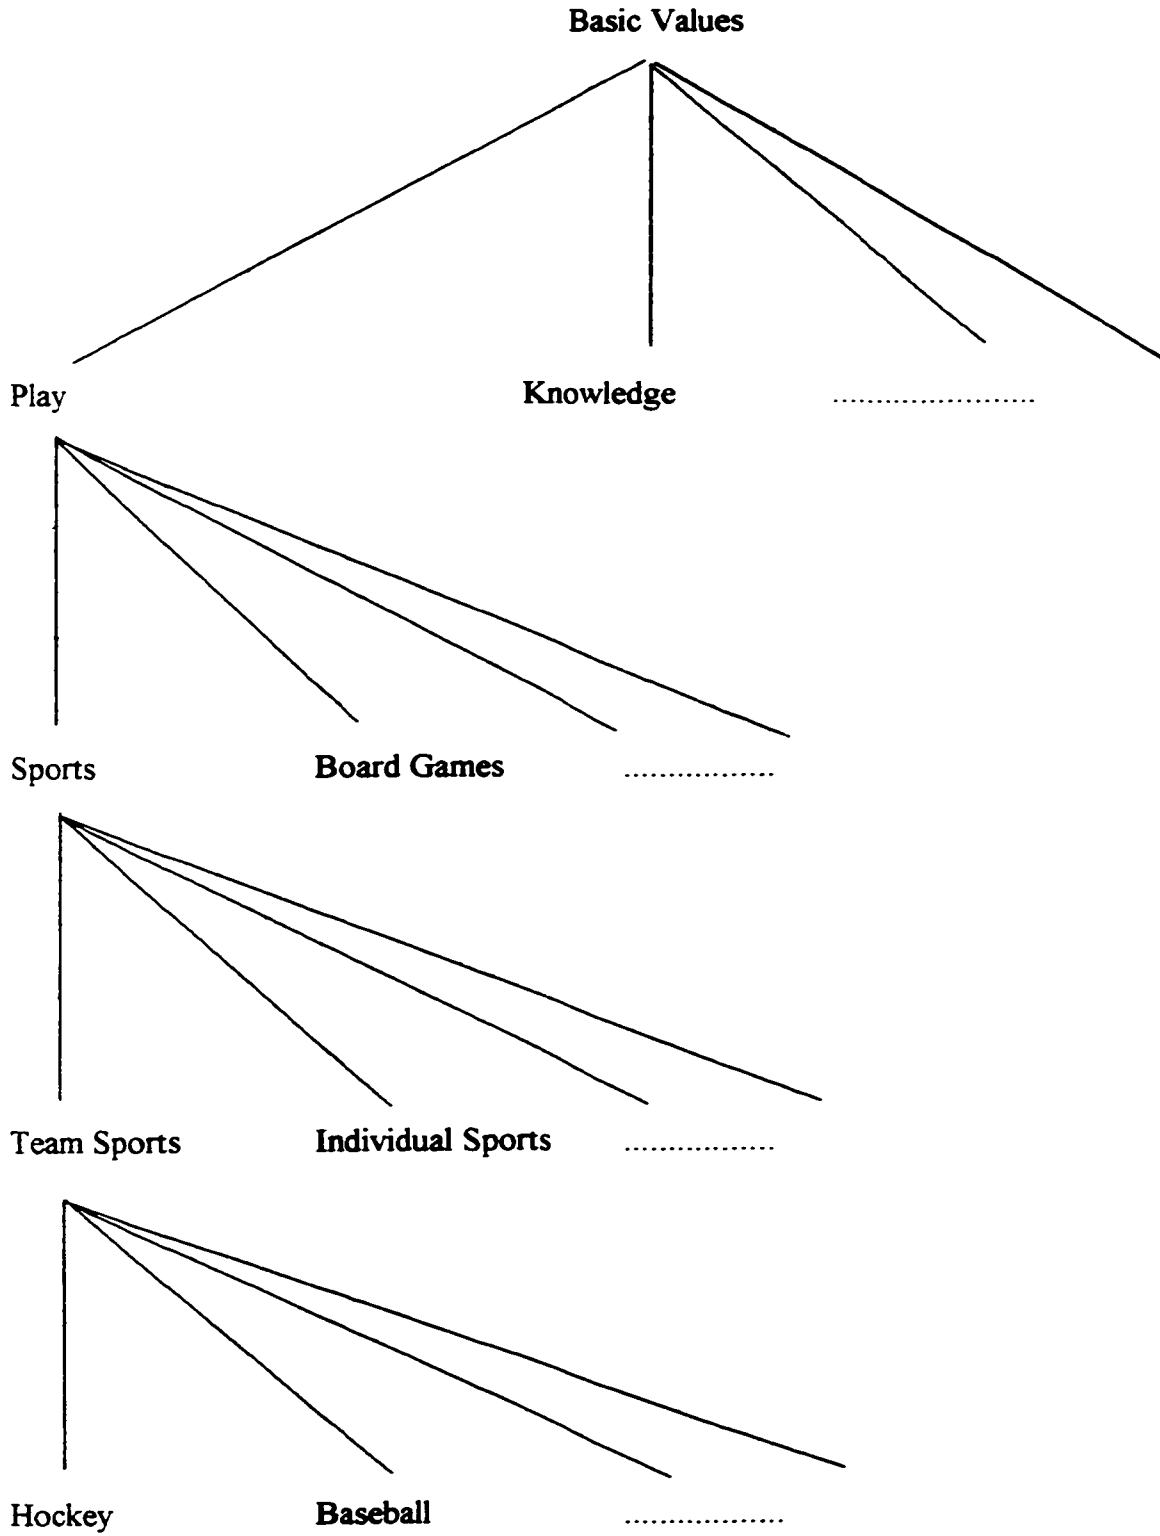 Basic Values
Play Knowledge ....................
Sports Board Games ...............
Team Sports Individual Sports ...............
Hockey Baseball ................